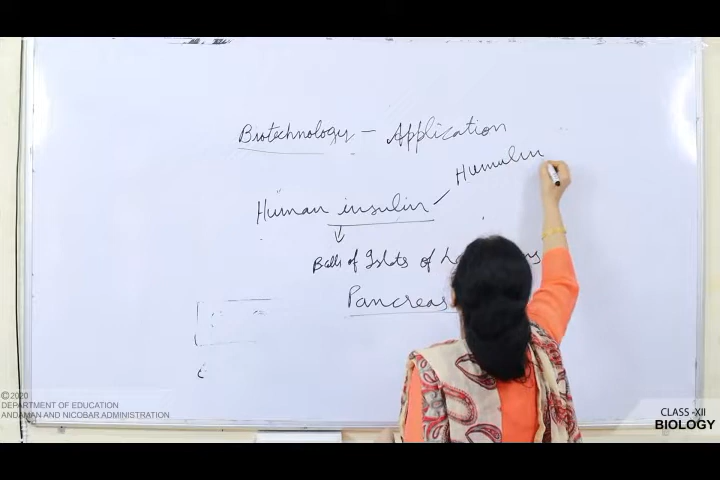 Biotechnology - Application
Humulin
Human insulin -
Bells of Islets of
Pancreas
©2020
DEPARTMENT OF EDUCATION
ANDAMAN AND NICOBAR ADMINISTRATION
CLASS -XII
BIOLOGY